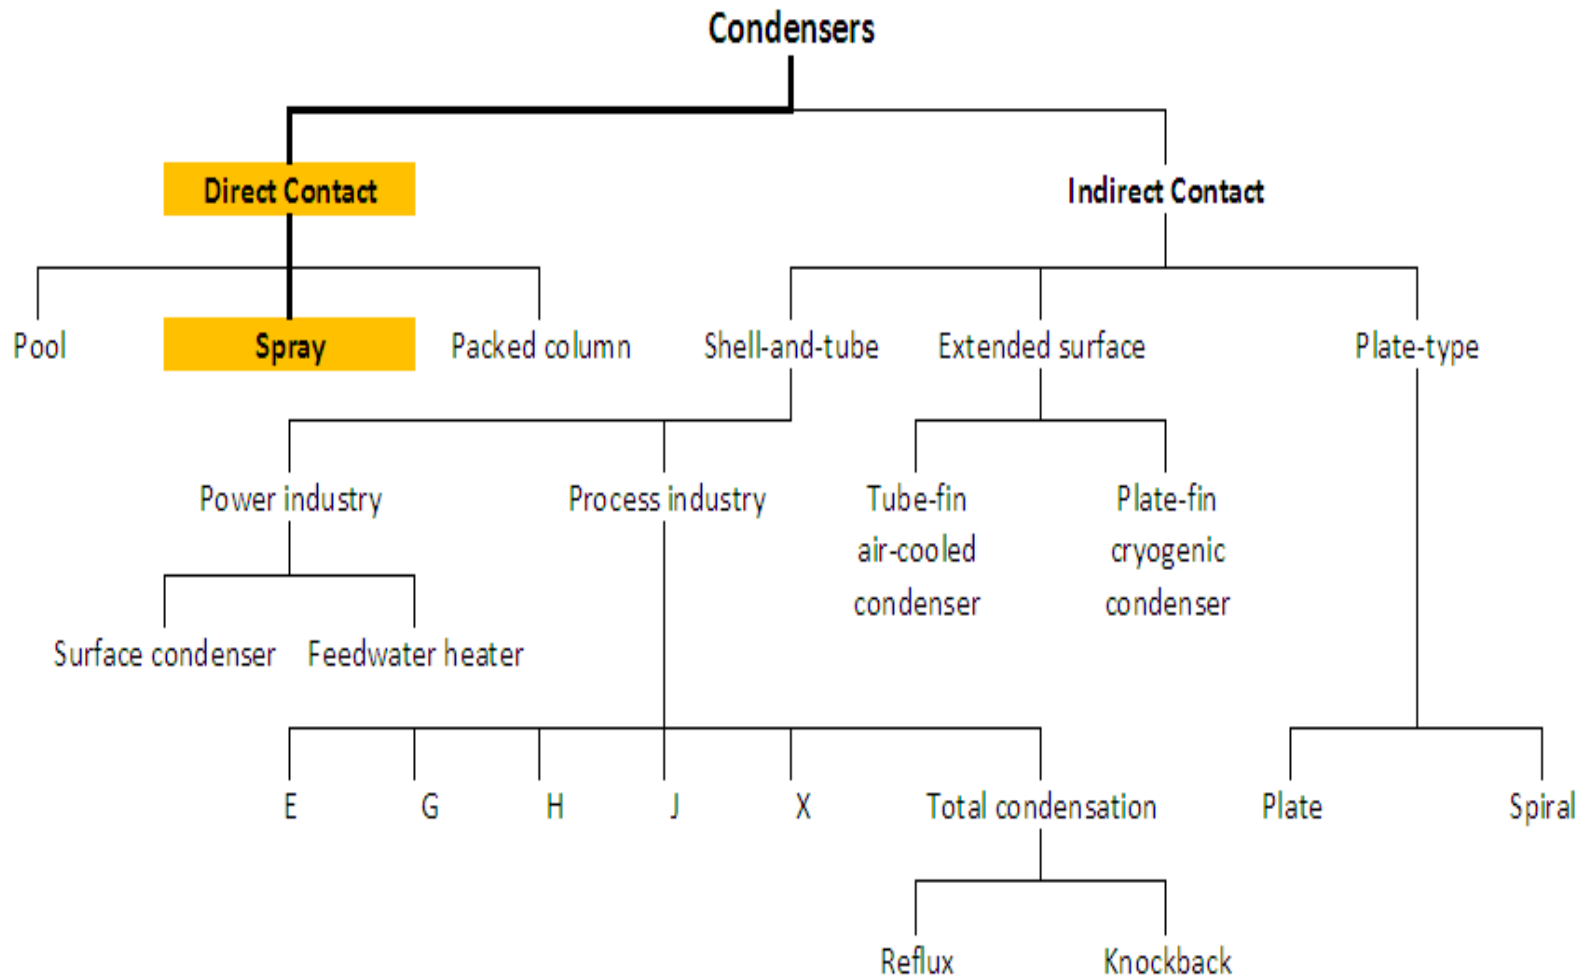 Condensers
Direct Contact
Indirect Contact
Pool
Spray
Packed column
Shell-and-tube
Extended surface
Plate-type
Power industry
Process industry
Tube-fin
air-cooled
condenser
Plate-fin
cryogenic
condenser
Surface condenser
Feedwater heater
E
G
H
J
X
Total condensation
Plate
Spiral
Reflux
Knockback